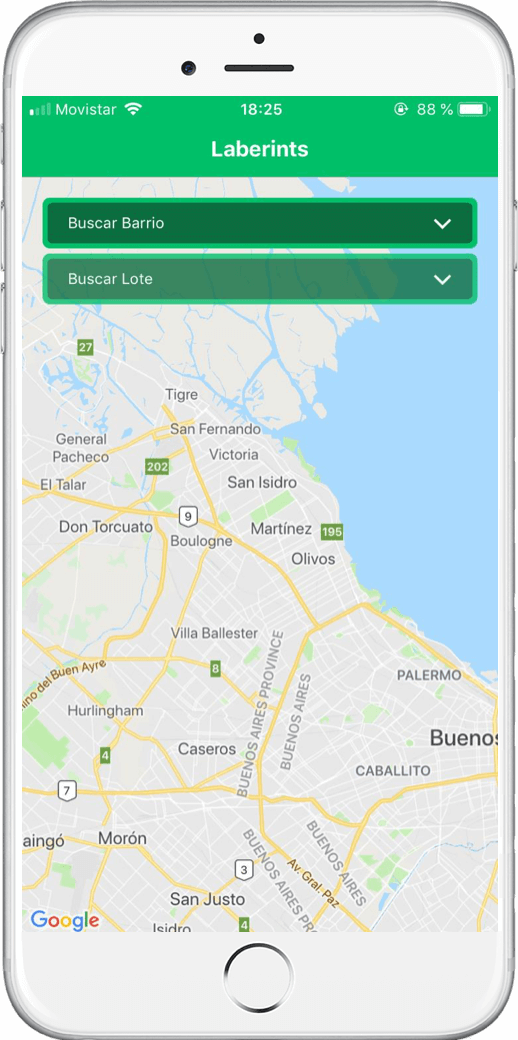 Movistar 18:25 88 %
Laberints
Buscar Barrio
Buscar Lote
27
Tigre
San Fernando
General
Pacheco
Victoria
202
El Talar
San Isidro
9
Don Torcuato
Martínez
195
Boulogne
Olivos
Villa Ballester
8
ino del Buen Ayre
PALERMO
BUENOS AIRES PROVINCE
BUENOS AIRES
Hurlingham
Buenos
4
Caseros
CABALLITO
7
aingó
Morón
BUENOS AIRES
BUENOS AIRES PRO
3
Av. Gral. Paz
San Justo
Google
4
Isidro